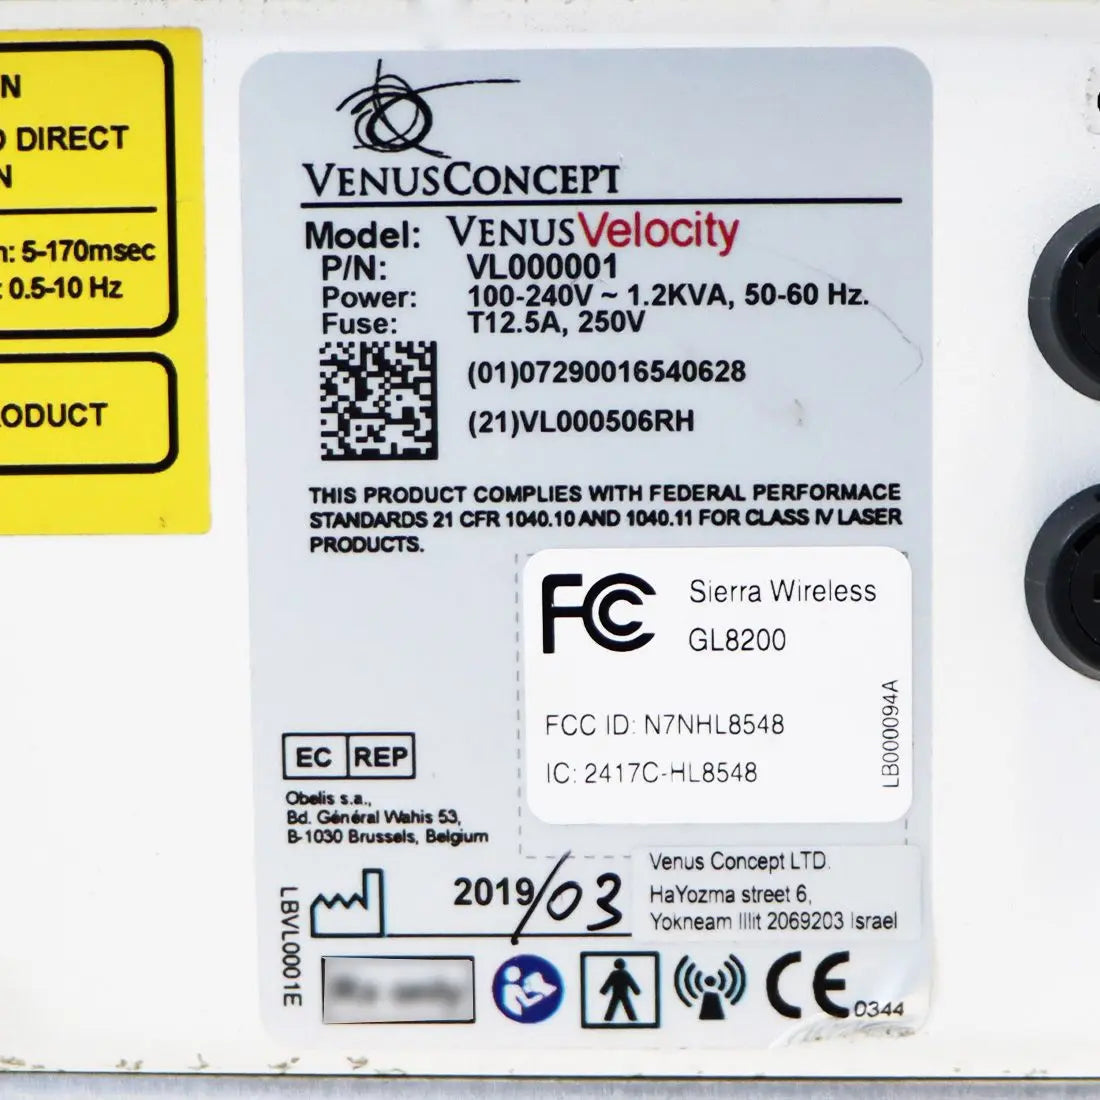 N
DIRECT
N
n: 5-170msec
: 0.5-10 Hz
ODUCT
VENUSCONCEPT
Model: VENUSVelocity
P/N: VL000001
Power: 100-240V ~ 1.2KVA, 50-60 Hz.
Fuse: T12.5A, 250V
(01)07290016540628
(21)VL000506RH
THIS PRODUCT COMPLIES WITH FEDERAL PERFORMACE
STANDARDS 21 CFR 1040.10 AND 1040.11 FOR CLASS IV LASER
PRODUCTS.
FC Sierra Wireless
GL8200
FCC ID: N7NHL8548
IC: 2417C-HL8548
LB000094A
EC REP
Obelis s.a.,
Bd. Général Wahis 53,
B-1030 Brussels, Belgium
2019/03
Venus Concept LTD.
HaYozma street 6,
Yokneam Illit 2069203 Israel
LBVL0001E
CE 0344